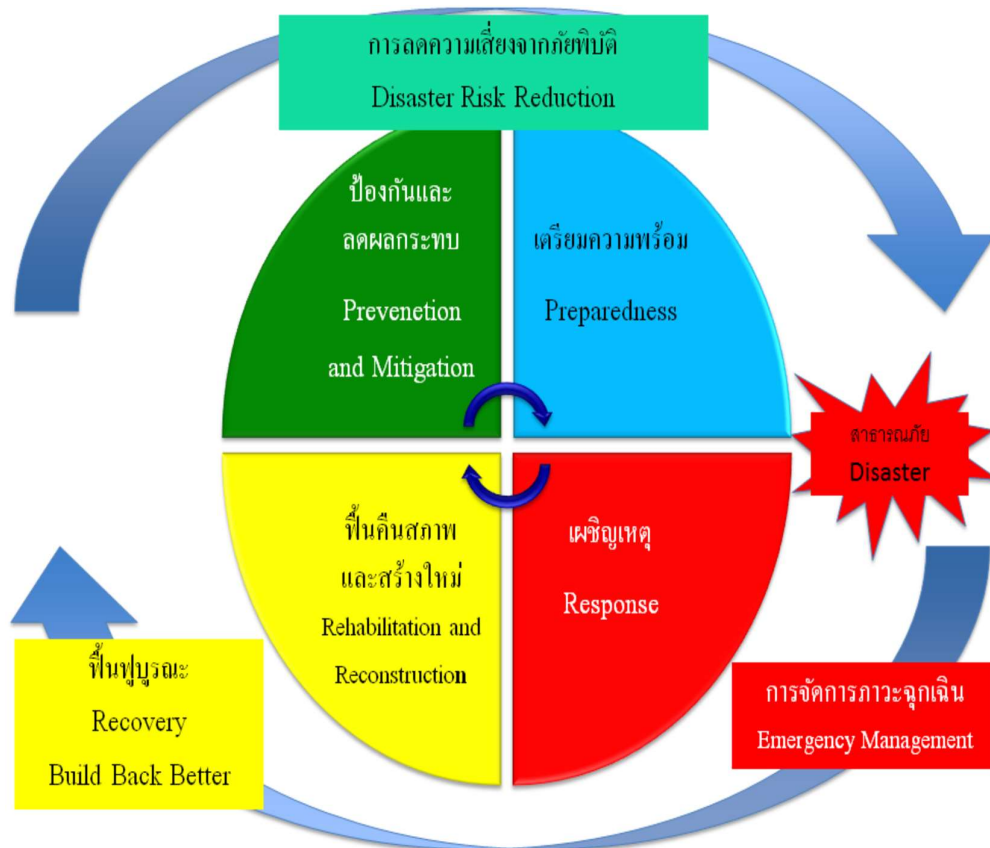 การลดความเสี่ยงจากภัยพิบัติ
Disaster Risk Reduction
ป้องกันและ
ลดผลกระทบ
Prevenetion
and Mitigation
เตรียมความพร้อม
Preparedness
สาธารณภัย
Disaster
ฟื้นคืนสภาพ
และสร้างใหม่
Rehabilitation and
Reconstruction
เผชิญเหตุ
Response
ฟื้นฟูบูรณะ
Recovery
Build Back Better
การจัดการภาวะฉุกเฉิน
Emergency Management